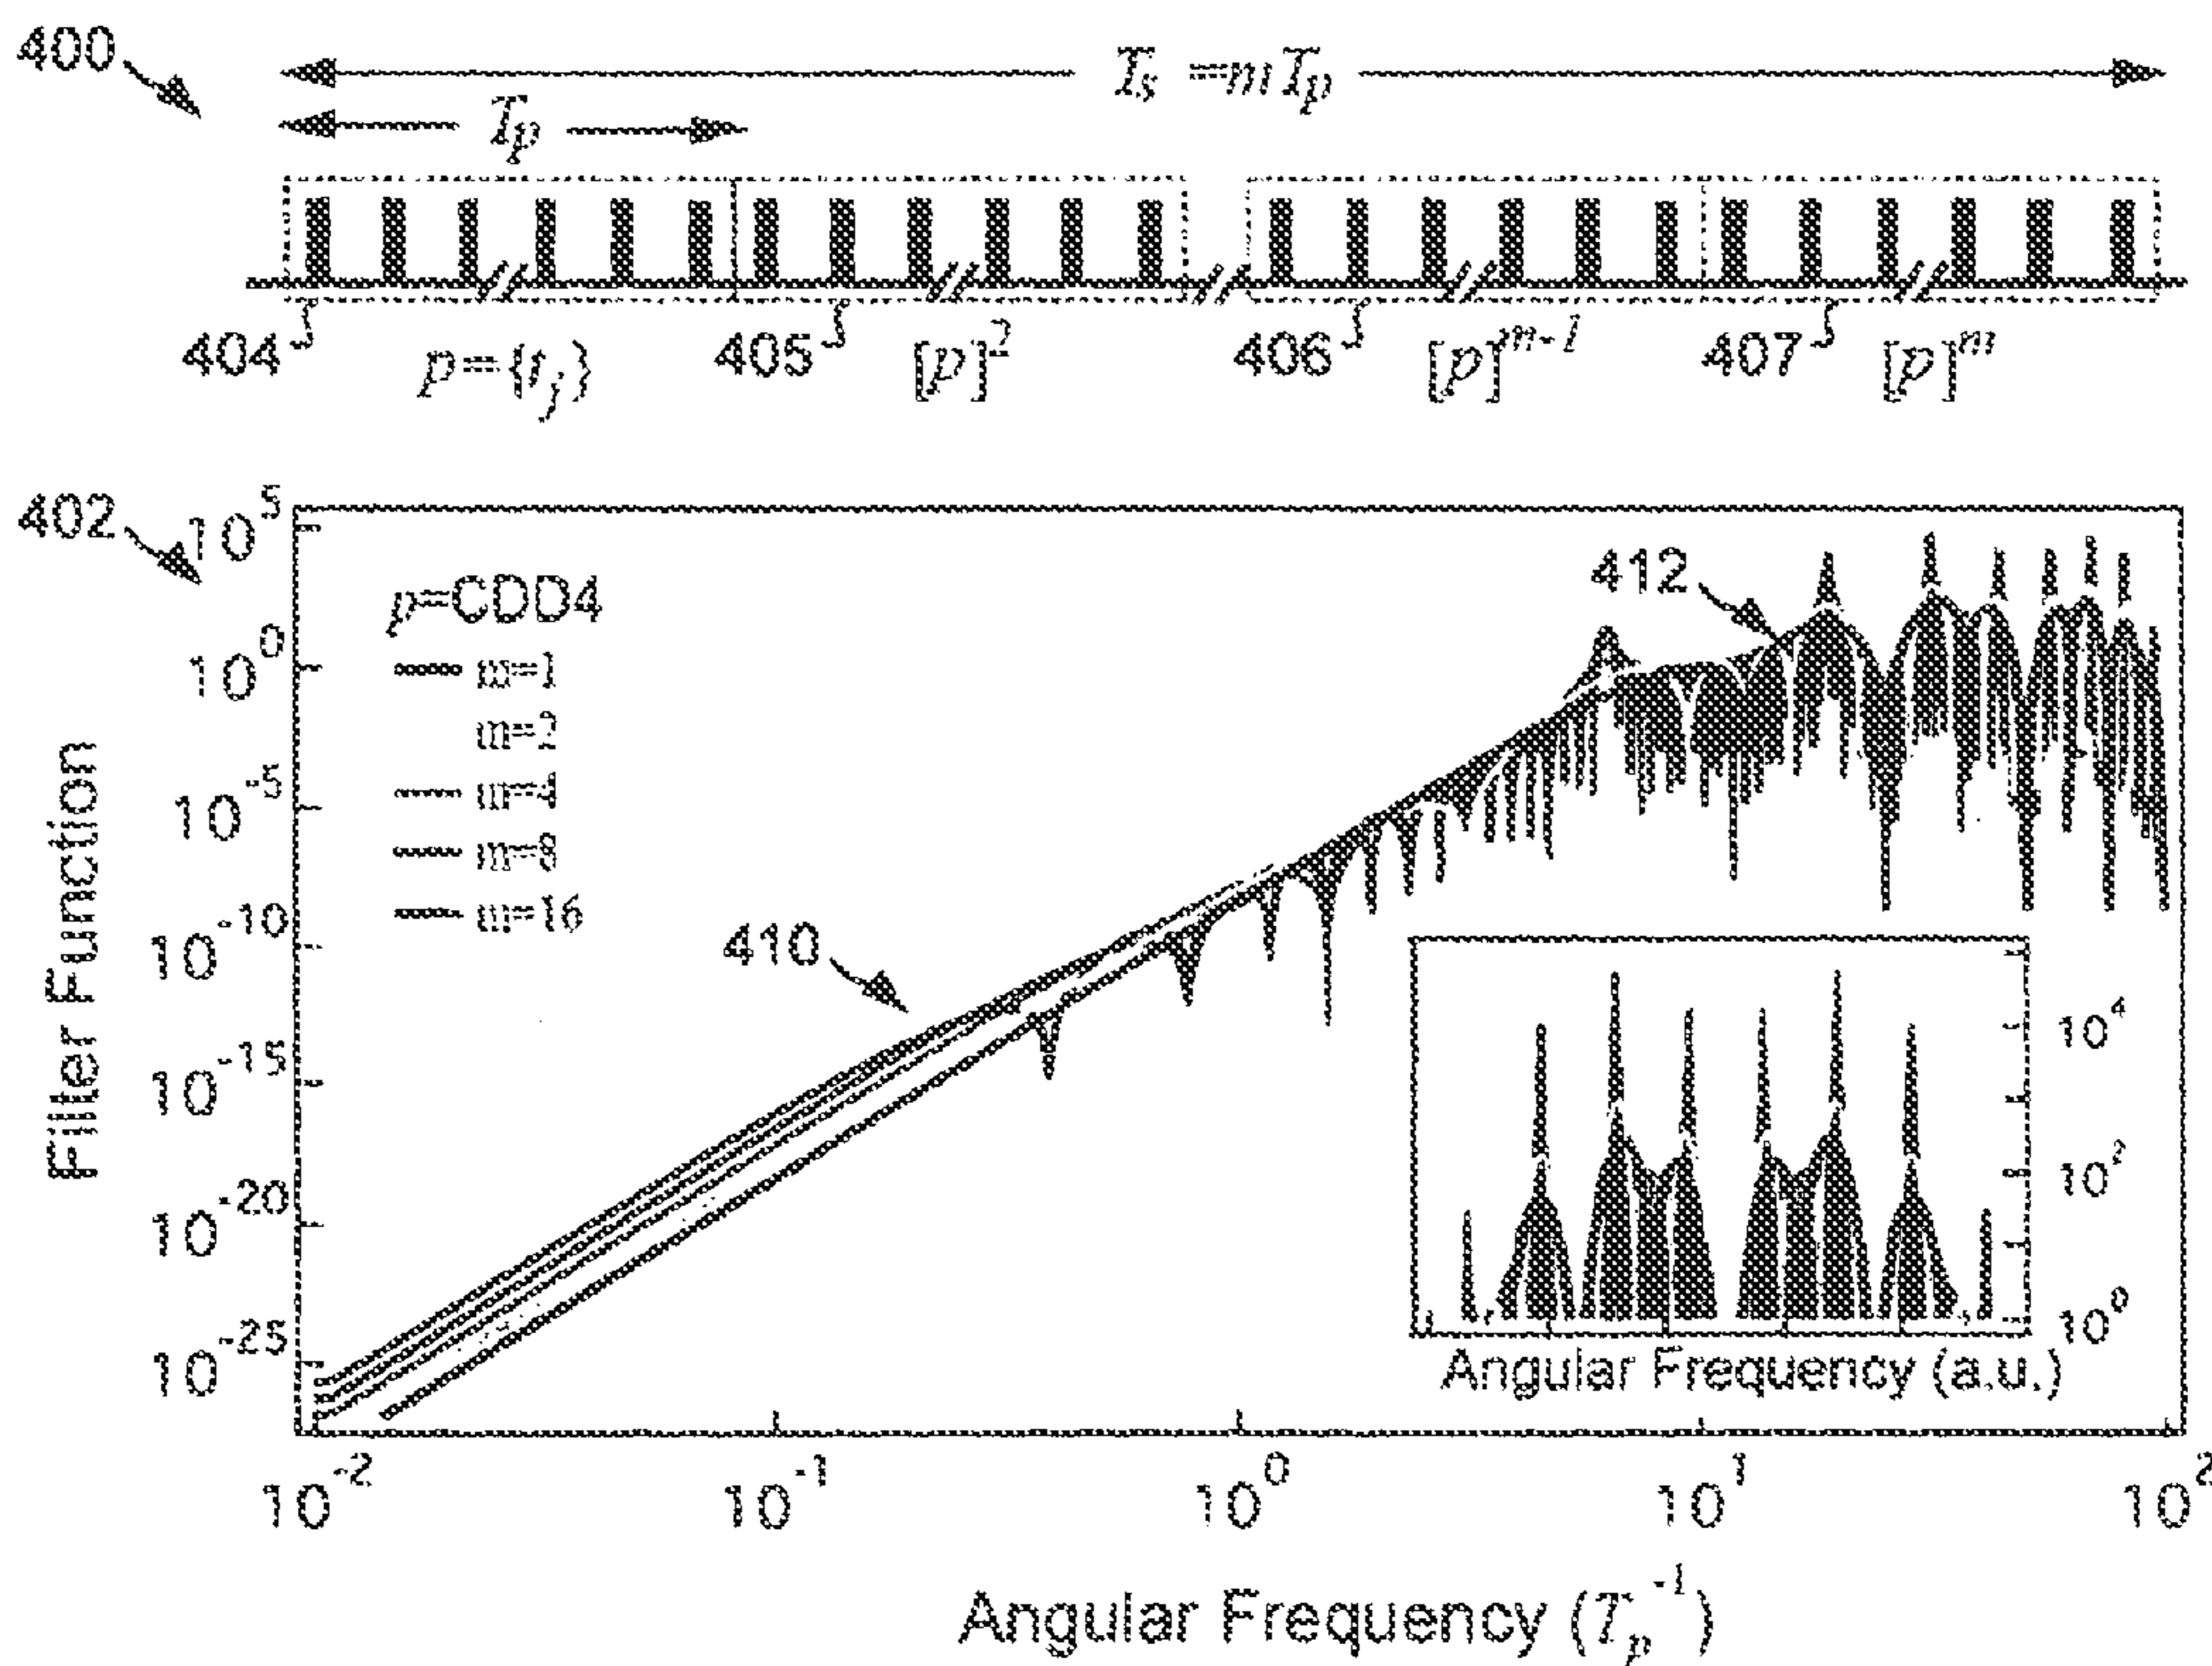 400
T_s = mT_p
T_p
404 p={t_j} 405 [p]^2 406 [p]^{m-1} 407 [p]^m
402
10^5
10^0
10^-5
10^-10
10^-15
10^-20
10^-25
Filter Function
p=CDD4
m=1
m=2
m=4
m=8
m=16
410
412
10^4
10^2
10^0
Angular Frequency (a.u.)
10^-2 10^-1 10^0 10^1 10^2
Angular Frequency (T_p^-1)